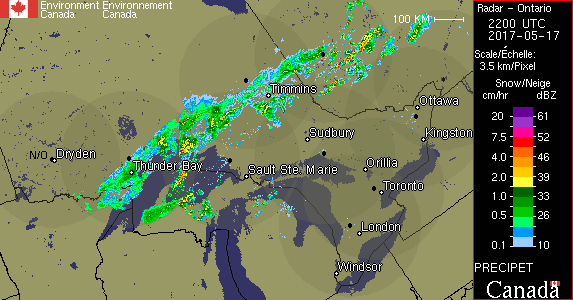 Environment Environnement
Canada Canada
100 KM
Timmins
Ottawa
Sudbury
Kingston
N/O Dryden
Thunder Bay
Sault Ste. Marie
Orillia
Toronto
London
Windsor
Radar - Ontario
2200 UTC
2017-05-17
Scale/Échelle:
3.5 km/Pixel
Snow/Neige
cm/hr dBZ
20 61
9.2 57
7.5 52
4.0 46
2.0 39
1.0 33
0.5 26
0.1 10
PRECIPET
Canada